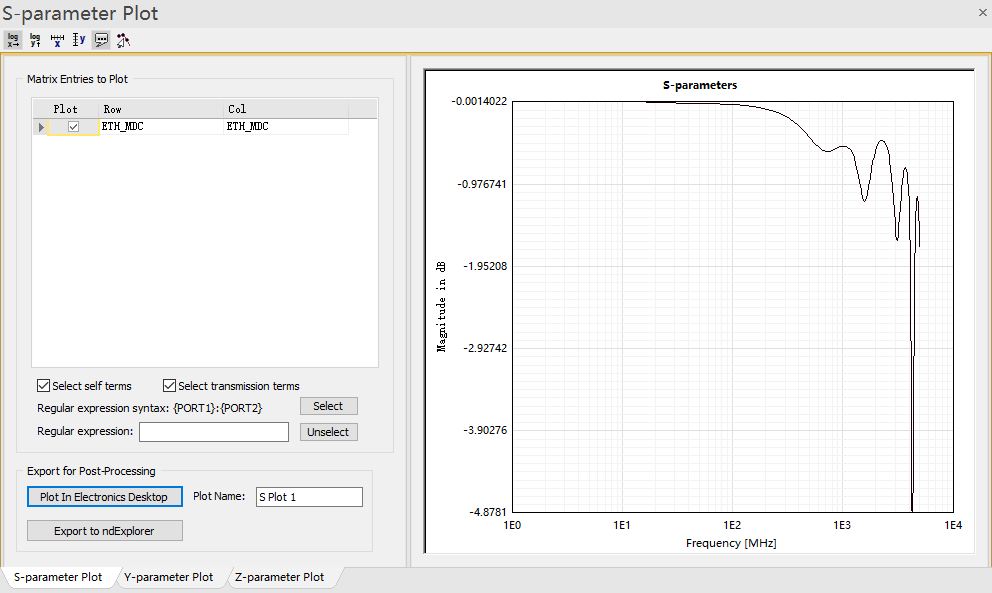 S-parameter Plot
log x
log y
x
y
Matrix Entries to Plot
Plot Row Col
ETH_MDC ETH_MDC
Select self terms Select transmission terms
Regular expression syntax: {PORT1}:{PORT2}
Select
Regular expression:
Unselect
Export for Post-Processing
Plot In Electronics Desktop
Plot Name: S Plot 1
Export to ndExplorer
S-parameters
-0.0014022
-0.976741
-1.95208
-2.92742
-3.90276
-4.8781
Magnitude in dB
1E0 1E1 1E2 1E3 1E4
Frequency [MHz]
S-parameter Plot Y-parameter Plot Z-parameter Plot